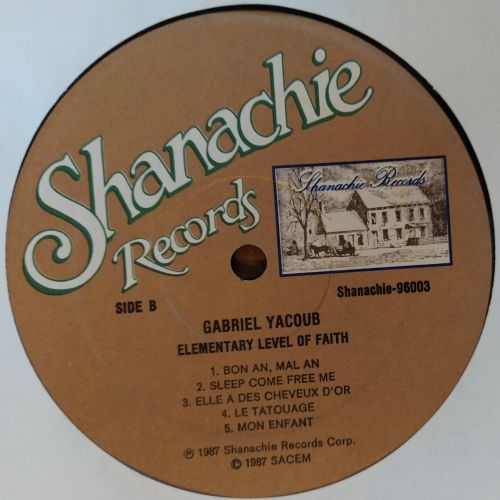 Shanachie
Records
Shanachie Records
Shanachie-96003
SIDE B
GABRIEL YACOUB
ELEMENTARY LEVEL OF FAITH
1. BON AN, MAL AN
2. SLEEP COME FREE ME
3. ELLE A DES CHEVEUX D'OR
4. LE TATOUAGE
5. MON ENFANT
℗ 1987 Shanachie Records Corp.
© 1987 SACEM